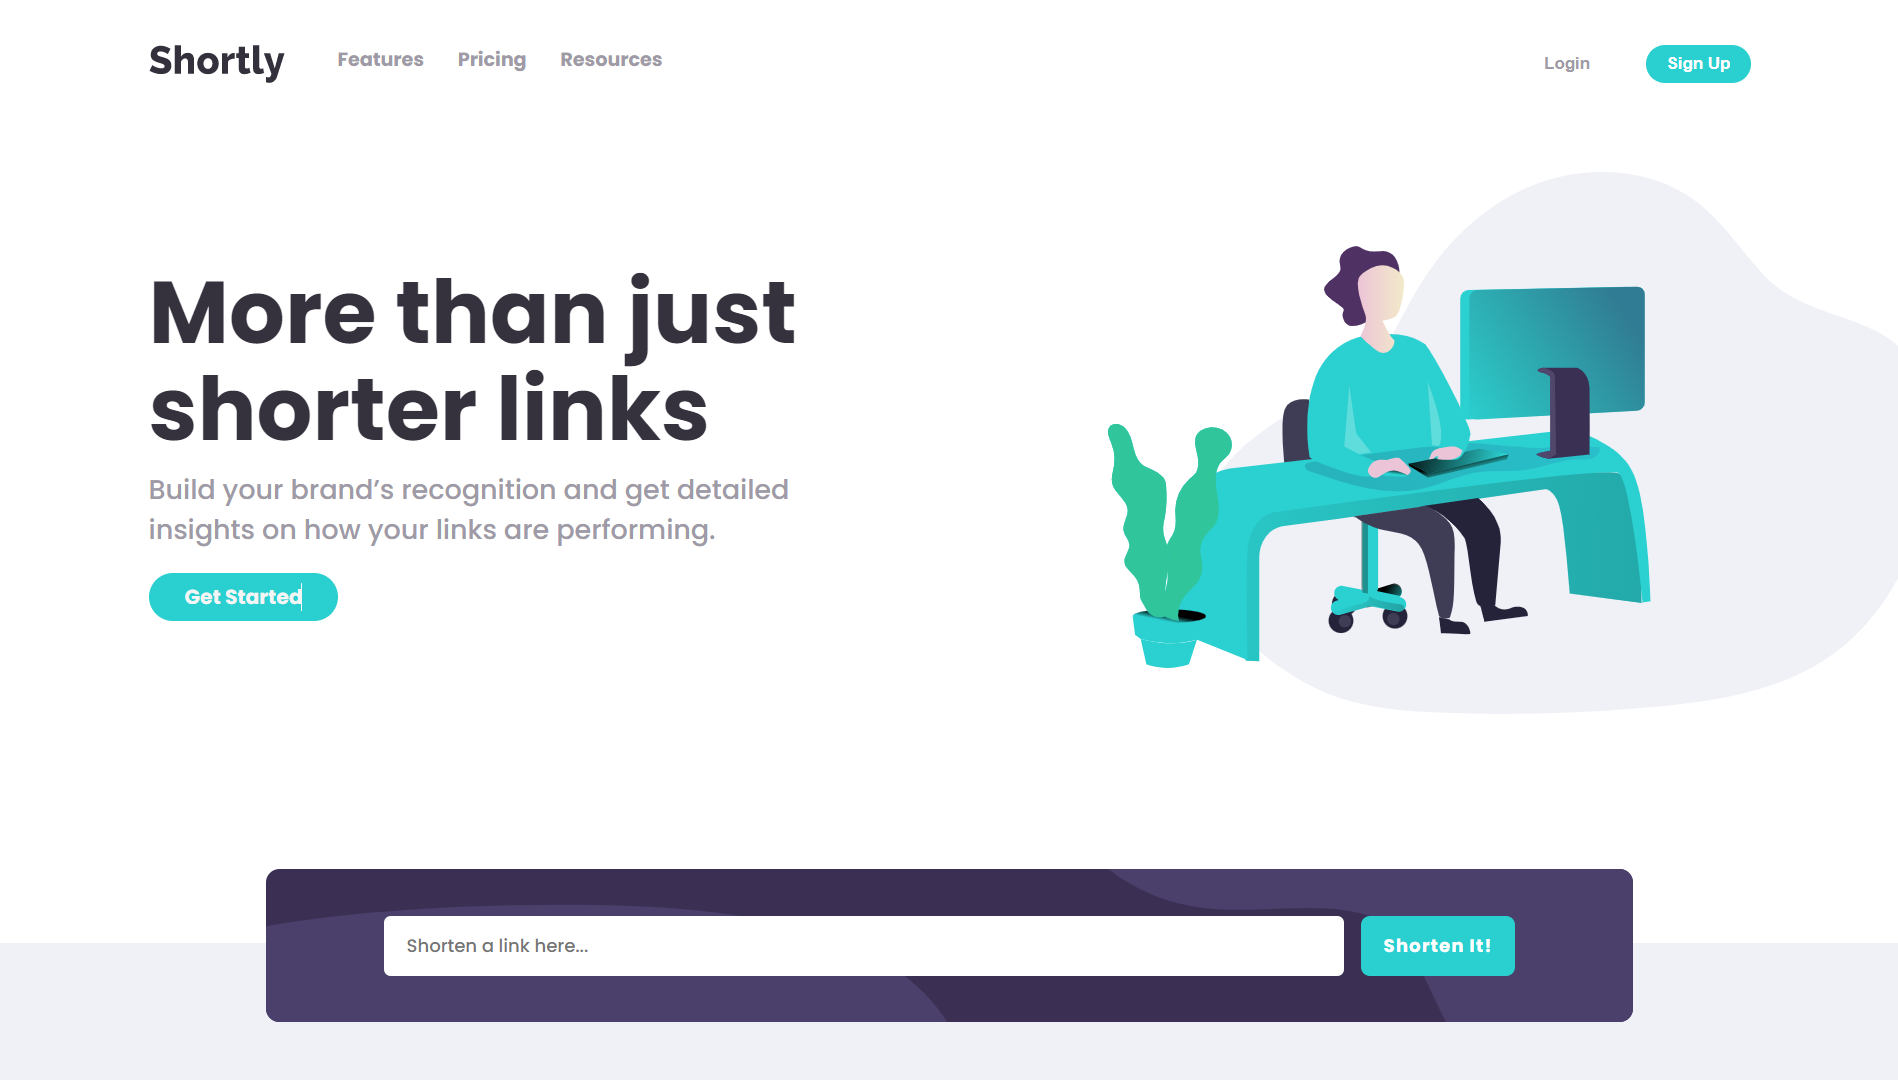 Shortly
Features
Pricing
Resources
Login
Sign Up
More than just
shorter links
Build your brand’s recognition and get detailed
insights on how your links are performing.
Get Started
Shorten a link here...
Shorten It!